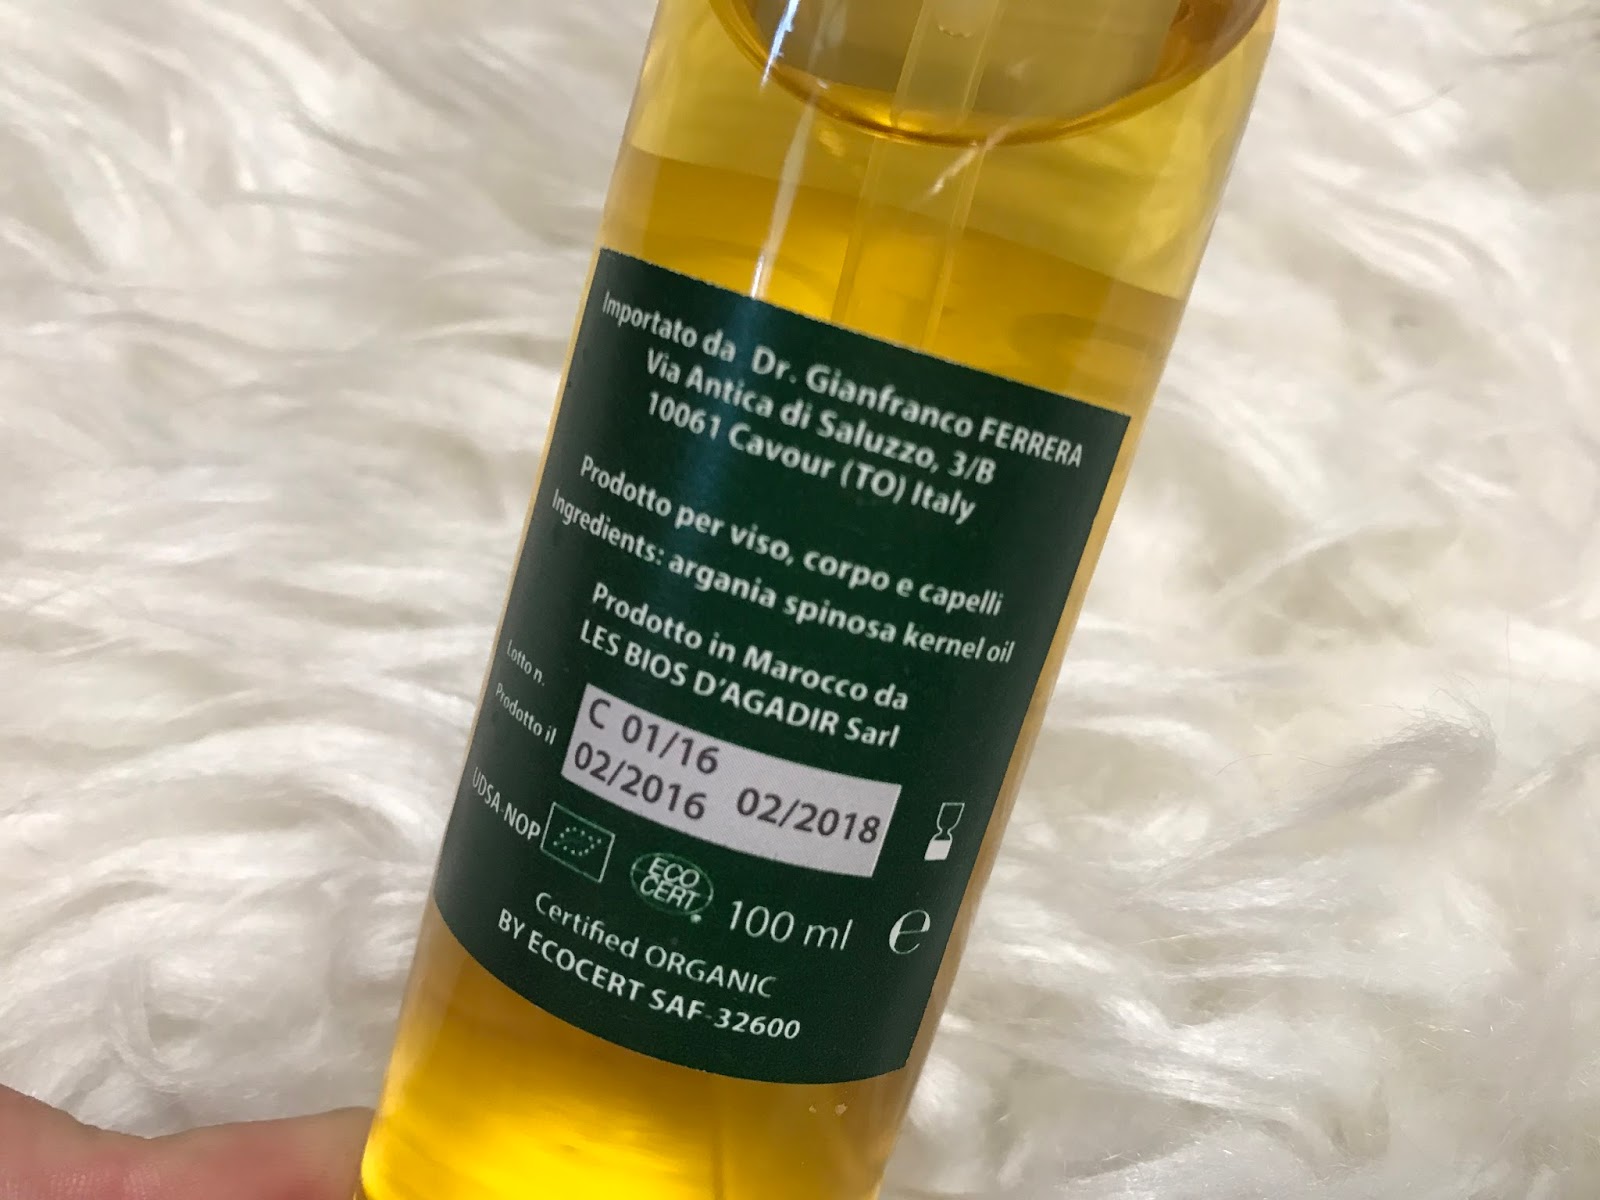 Importato da Dr. Gianfranco FERRERA
Via Antica di Saluzzo, 3/B
10061 Cavour (TO) Italy
Prodotto per viso, corpo e capelli
Ingredients: argania spinosa kernel oil
Prodotto in Marocco da
LES BIOS D'AGADIR Sarl
Lotto n. C 01/16
Prodotto il 02/2016 02/2018
UDSA-NOP
ECO
CERT
100 ml e
Certified ORGANIC
BY ECOCERT SAF-32600